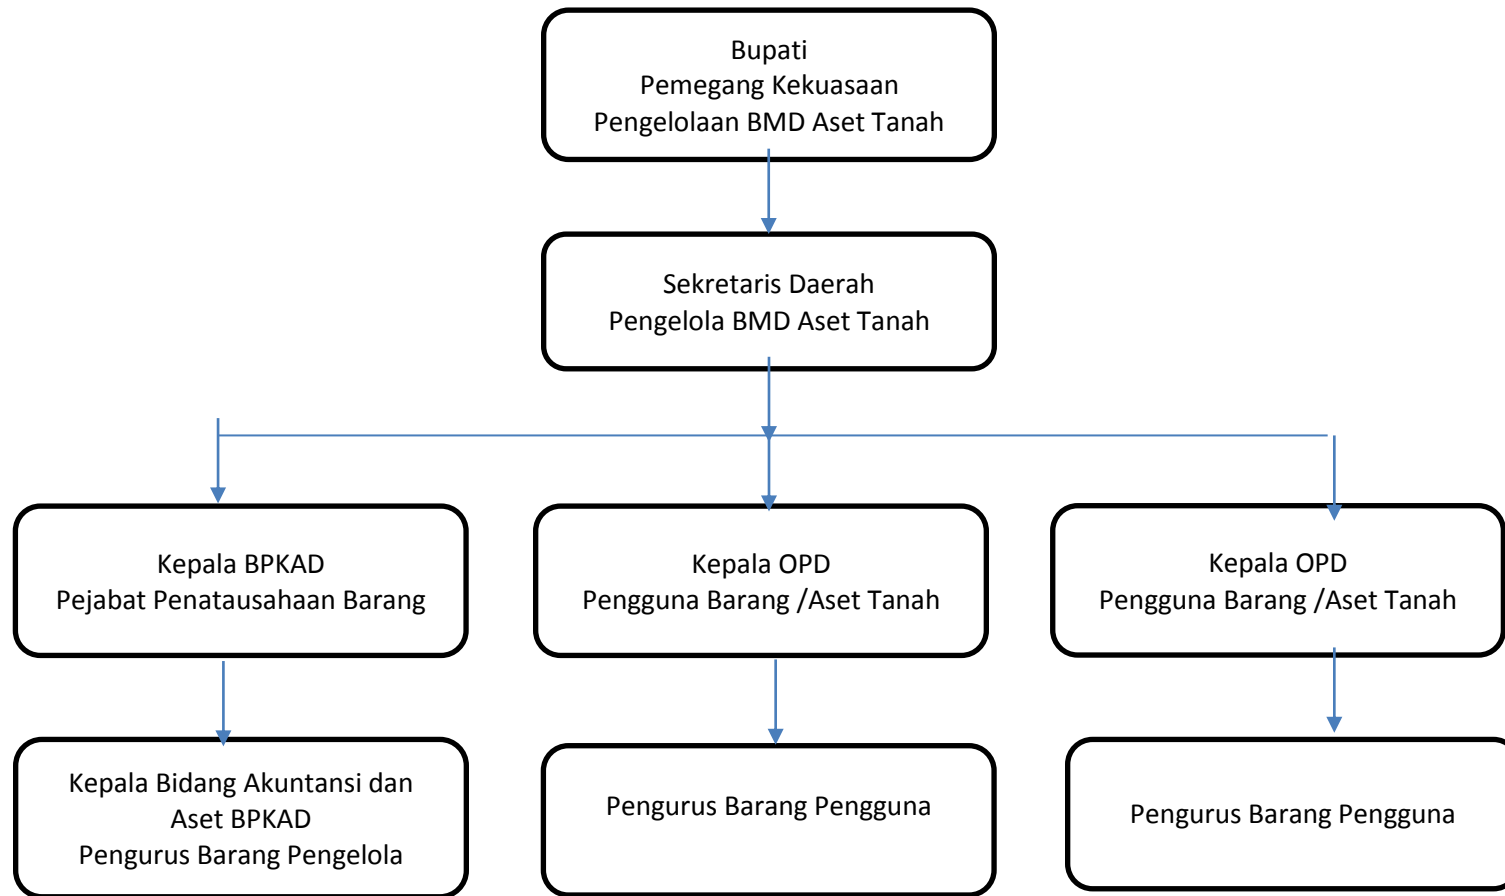 Bupati
Pemegang Kekuasaan
Pengelolaan BMD Aset Tanah
Sekretaris Daerah
Pengelola BMD Aset Tanah
Kepala BPKAD
Pejabat Penatausahaan Barang
Kepala OPD
Pengguna Barang /Aset Tanah
Kepala OPD
Pengguna Barang /Aset Tanah
Kepala Bidang Akuntansi dan
Aset BPKAD
Pengurus Barang Pengelola
Pengurus Barang Pengguna
Pengurus Barang Pengguna